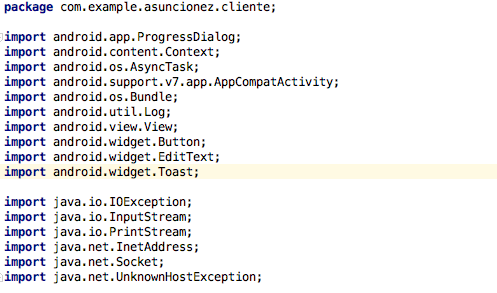 package com.example.asuncionez.cliente;
import android.app.ProgressDialog;
import android.content.Context;
import android.os.AsyncTask;
import android.support.v7.app.AppCompatActivity;
import android.os.Bundle;
import android.util.Log;
import android.view.View;
import android.widget.Button;
import android.widget.EditText;
import android.widget.Toast;
import java.io.IOException;
import java.io.InputStream;
import java.io.PrintStream;
import java.net.InetAddress;
import java.net.Socket;
import java.net.UnknownHostException;